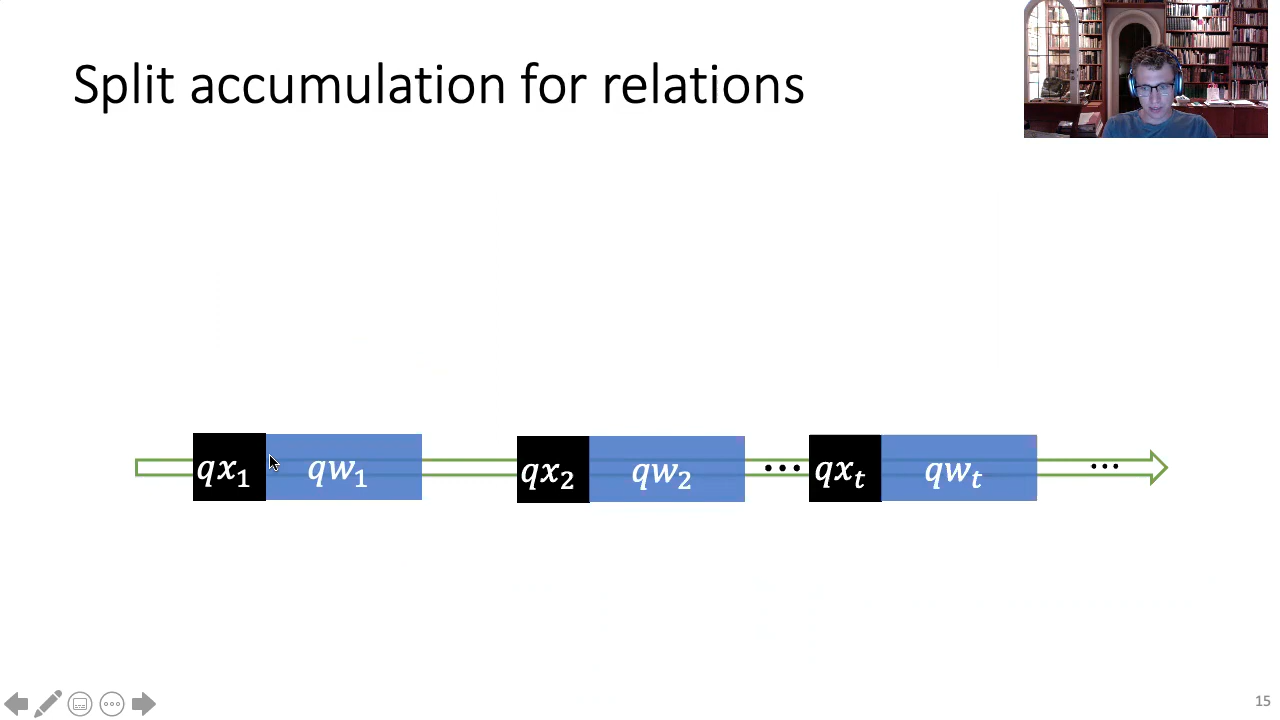 Split accumulation for relations
qx₁ qw₁ qx₂ qw₂ ⋯ qxₜ qwₜ ⋯
15